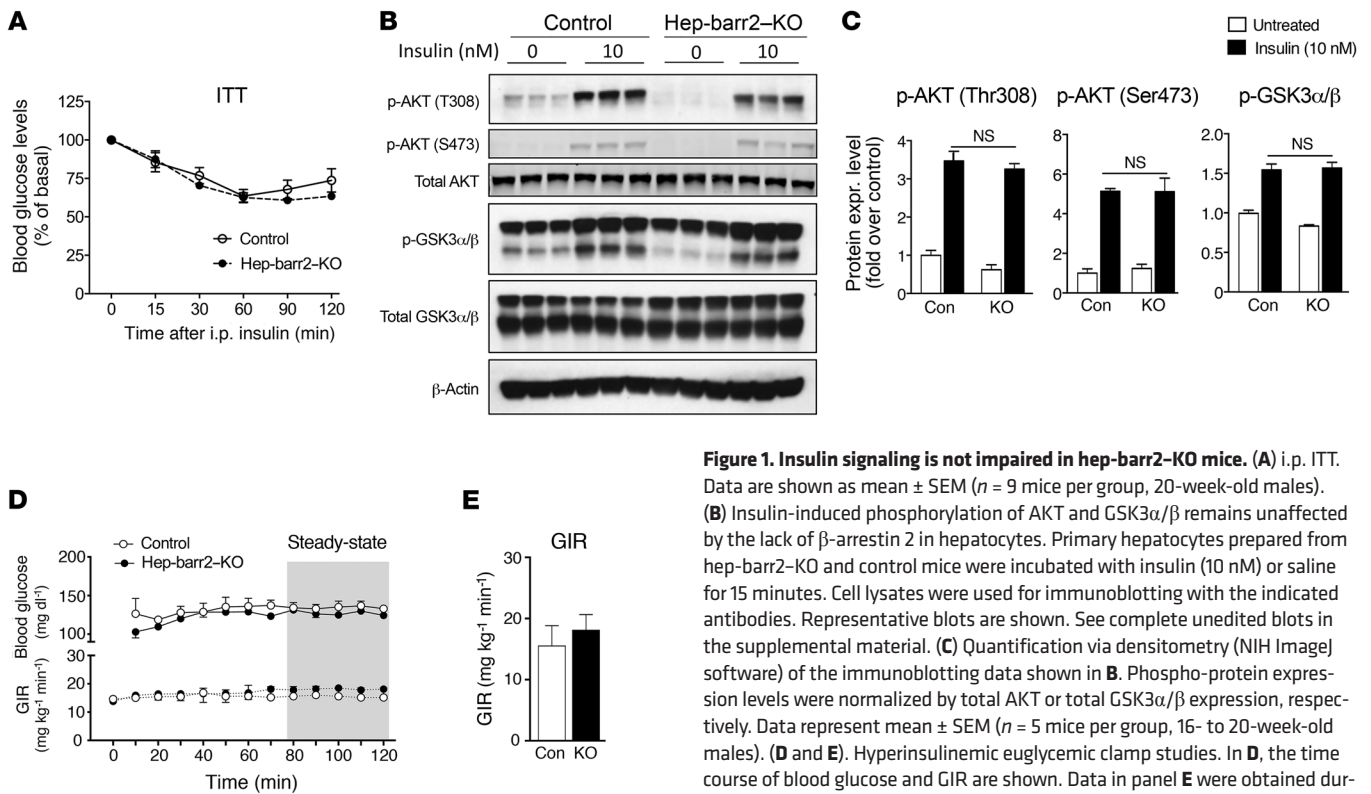 A
ITT
Blood glucose levels
(% of basal)
125
100
75
50
25
0
Control
Hep-barr2–KO
0 15 30 60 90 120
Time after i.p. insulin (min)
B
Control Hep-barr2–KO
Insulin (nM) 0 10 0 10
p-AKT (T308)
p-AKT (S473)
Total AKT
p-GSK3α/β
Total GSK3α/β
β-Actin
C
Untreated
Insulin (10 nM)
p-AKT (Thr308) p-AKT (Ser473) p-GSK3α/β
Protein expr. level
(fold over control)
4
3
2
1
0
NS
Con KO
8
6
4
2
0
NS
Con KO
2.0
1.5
1.0
0.5
0.0
NS
Con KO
D
Control
Hep-barr2–KO
Steady-state
Blood glucose
(mg dl-1)
200
150
100
GIR
(mg kg-1 min-1)
30
20
10
0
0 20 40 60 80 100 120
Time (min)
E
GIR
GIR (mg kg-1 min-1)
30
20
10
0
Con KO
Figure 1. Insulin signaling is not impaired in hep-barr2–KO mice. (A) i.p. ITT.
Data are shown as mean ± SEM (n = 9 mice per group, 20-week-old males).
(B) Insulin-induced phosphorylation of AKT and GSK3α/β remains unaffected
by the lack of β-arrestin 2 in hepatocytes. Primary hepatocytes prepared from
hep-barr2–KO and control mice were incubated with insulin (10 nM) or saline
for 15 minutes. Cell lysates were used for immunoblotting with the indicated
antibodies. Representative blots are shown. See complete unedited blots in
the supplemental material. (C) Quantification via densitometry (NIH ImageJ
software) of the immunoblotting data shown in B. Phospho-protein expres-
sion levels were normalized by total AKT or total GSK3α/β expression, respec-
tively. Data represent mean ± SEM (n = 5 mice per group, 16- to 20-week-old
males). (D and E). Hyperinsulinemic euglycemic clamp studies. In D, the time
course of blood glucose and GIR are shown. Data in panel E were obtained dur-